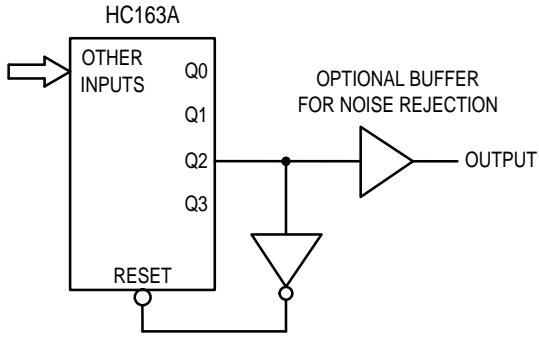 HC163A
OTHER
INPUTS
Q0
Q1
Q2
Q3
RESET
OPTIONAL BUFFER
FOR NOISE REJECTION
OUTPUT